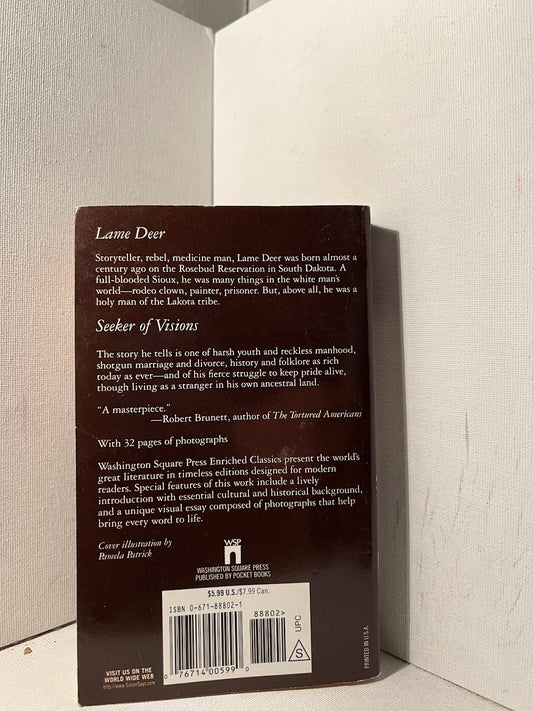 Lame Deer
Storyteller, rebel, medicine man, Lame Deer was born almost a
century ago on the Rosebud Reservation in South Dakota. A
full-blooded Sioux, he was many things in the white man's
world—rodeo clown, painter, prisoner. But, above all, he was a
holy man of the Lakota tribe.
Seeker of Visions
The story he tells is one of harsh youth and reckless manhood,
shotgun marriage and divorce, history and folklore as rich
today as ever—and of his fierce struggle to keep pride alive,
though living as a stranger in his own ancestral land.
"A masterpiece."
—Robert Brunett, author of The Tortured Americans
With 32 pages of photographs
Washington Square Press Enriched Classics present the world's
great literature in timeless editions designed for modern
readers. Special features of this work include a lively
introduction with essential cultural and historical background,
and a unique visual essay composed of photographs that help
bring every word to life.
Cover illustration by
Pamela Patrick
WSP
WASHINGTON SQUARE PRESS
PUBLISHED BY POCKET BOOKS
$5.99 U.S./$7.99 Can.
ISBN 0-671-88802-1
88802>
0 76714 00599 0
S UPC
VISIT US ON THE
WORLD WIDE WEB
http://www.SimonSays.com
PRINTED IN U.S.A.